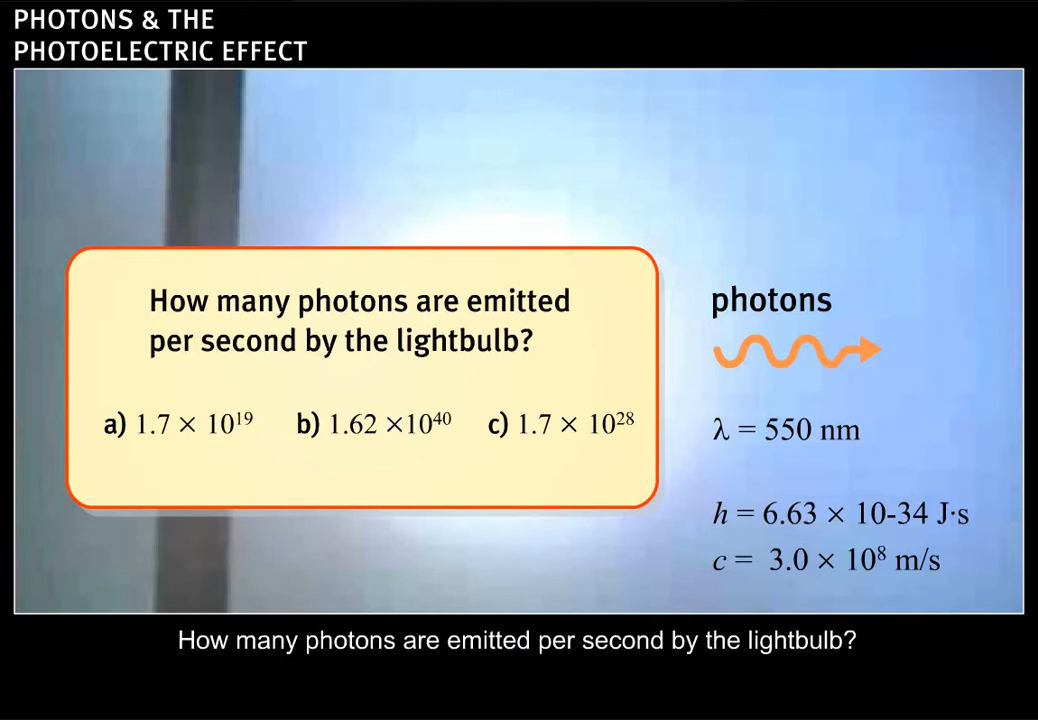 PHOTONS & THE
PHOTOELECTRIC EFFECT
How many photons are emitted
per second by the lightbulb?
a) 1.7 × 10¹⁹ b) 1.62 ×10⁴⁰ c) 1.7 × 10²⁸
photons
λ = 550 nm
h = 6.63 × 10-34 J·s
c = 3.0 × 10⁸ m/s
How many photons are emitted per second by the lightbulb?